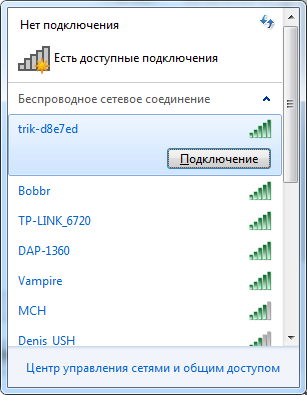 Нет подключения
Есть доступные подключения
Беспроводное сетевое соединение
trik-d8e7ed
Подключение
Bobbr
TP-LINK_6720
DAP-1360
Vampire
MCH
Denis_USH
Центр управления сетями и общим доступом